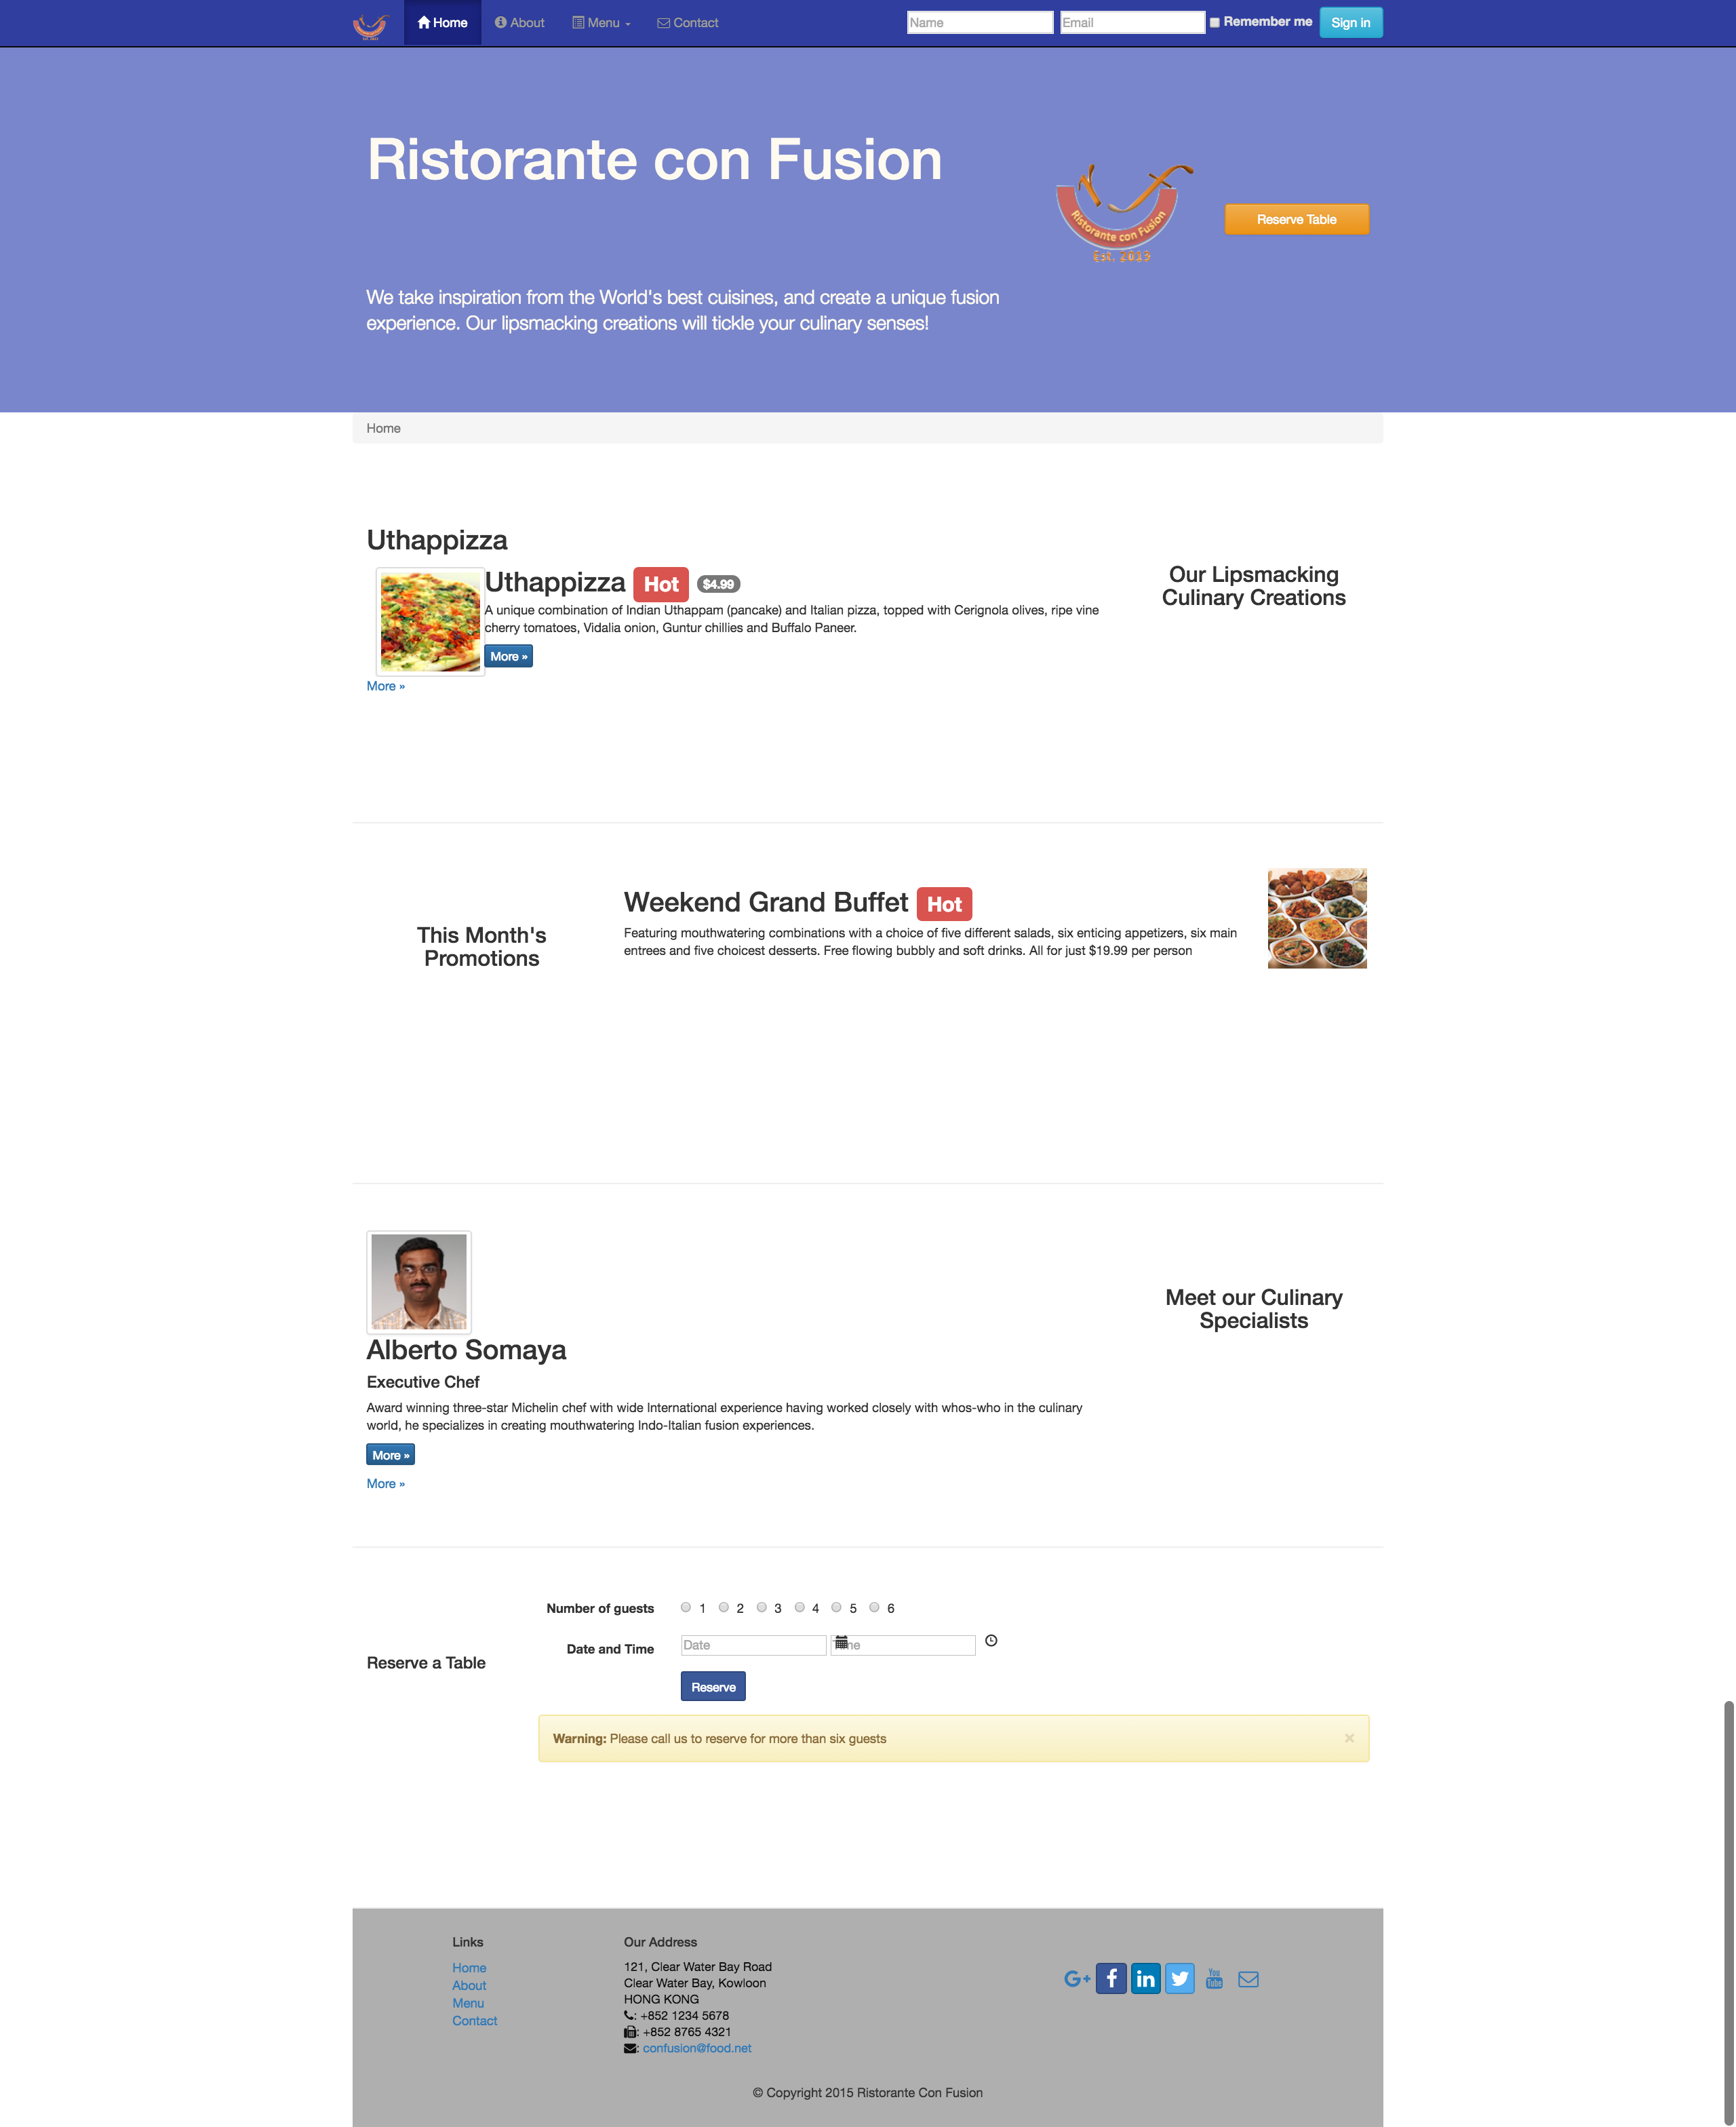 Home
About
Menu
Contact
Name
Email
Remember me
Sign in
Ristorante con Fusion
Ristorante con Fusion
Est. 2013
Reserve Table
We take inspiration from the World's best cuisines, and create a unique fusion
experience. Our lipsmacking creations will tickle your culinary senses!
Home
Uthappizza
Uthappizza Hot $4.99
A unique combination of Indian Uthappam (pancake) and Italian pizza, topped with Cerignola olives, ripe vine
cherry tomatoes, Vidalia onion, Guntur chillies and Buffalo Paneer.
More »
More »
Our Lipsmacking
Culinary Creations
This Month's
Promotions
Weekend Grand Buffet Hot
Featuring mouthwatering combinations with a choice of five different salads, six enticing appetizers, six main
entrees and five choicest desserts. Free flowing bubbly and soft drinks. All for just $19.99 per person
Alberto Somaya
Executive Chef
Award winning three-star Michelin chef with wide International experience having worked closely with whos-who in the culinary
world, he specializes in creating mouthwatering Indo-Italian fusion experiences.
More »
More »
Meet our Culinary
Specialists
Reserve a Table
Number of guests 1 2 3 4 5 6
Date and Time Date
Reserve
Warning: Please call us to reserve for more than six guests ×
Links
Home
About
Menu
Contact
Our Address
121, Clear Water Bay Road
Clear Water Bay, Kowloon
HONG KONG
: +852 1234 5678
: +852 8765 4321
: confusion@food.net
G+ f in You Tube
© Copyright 2015 Ristorante Con Fusion